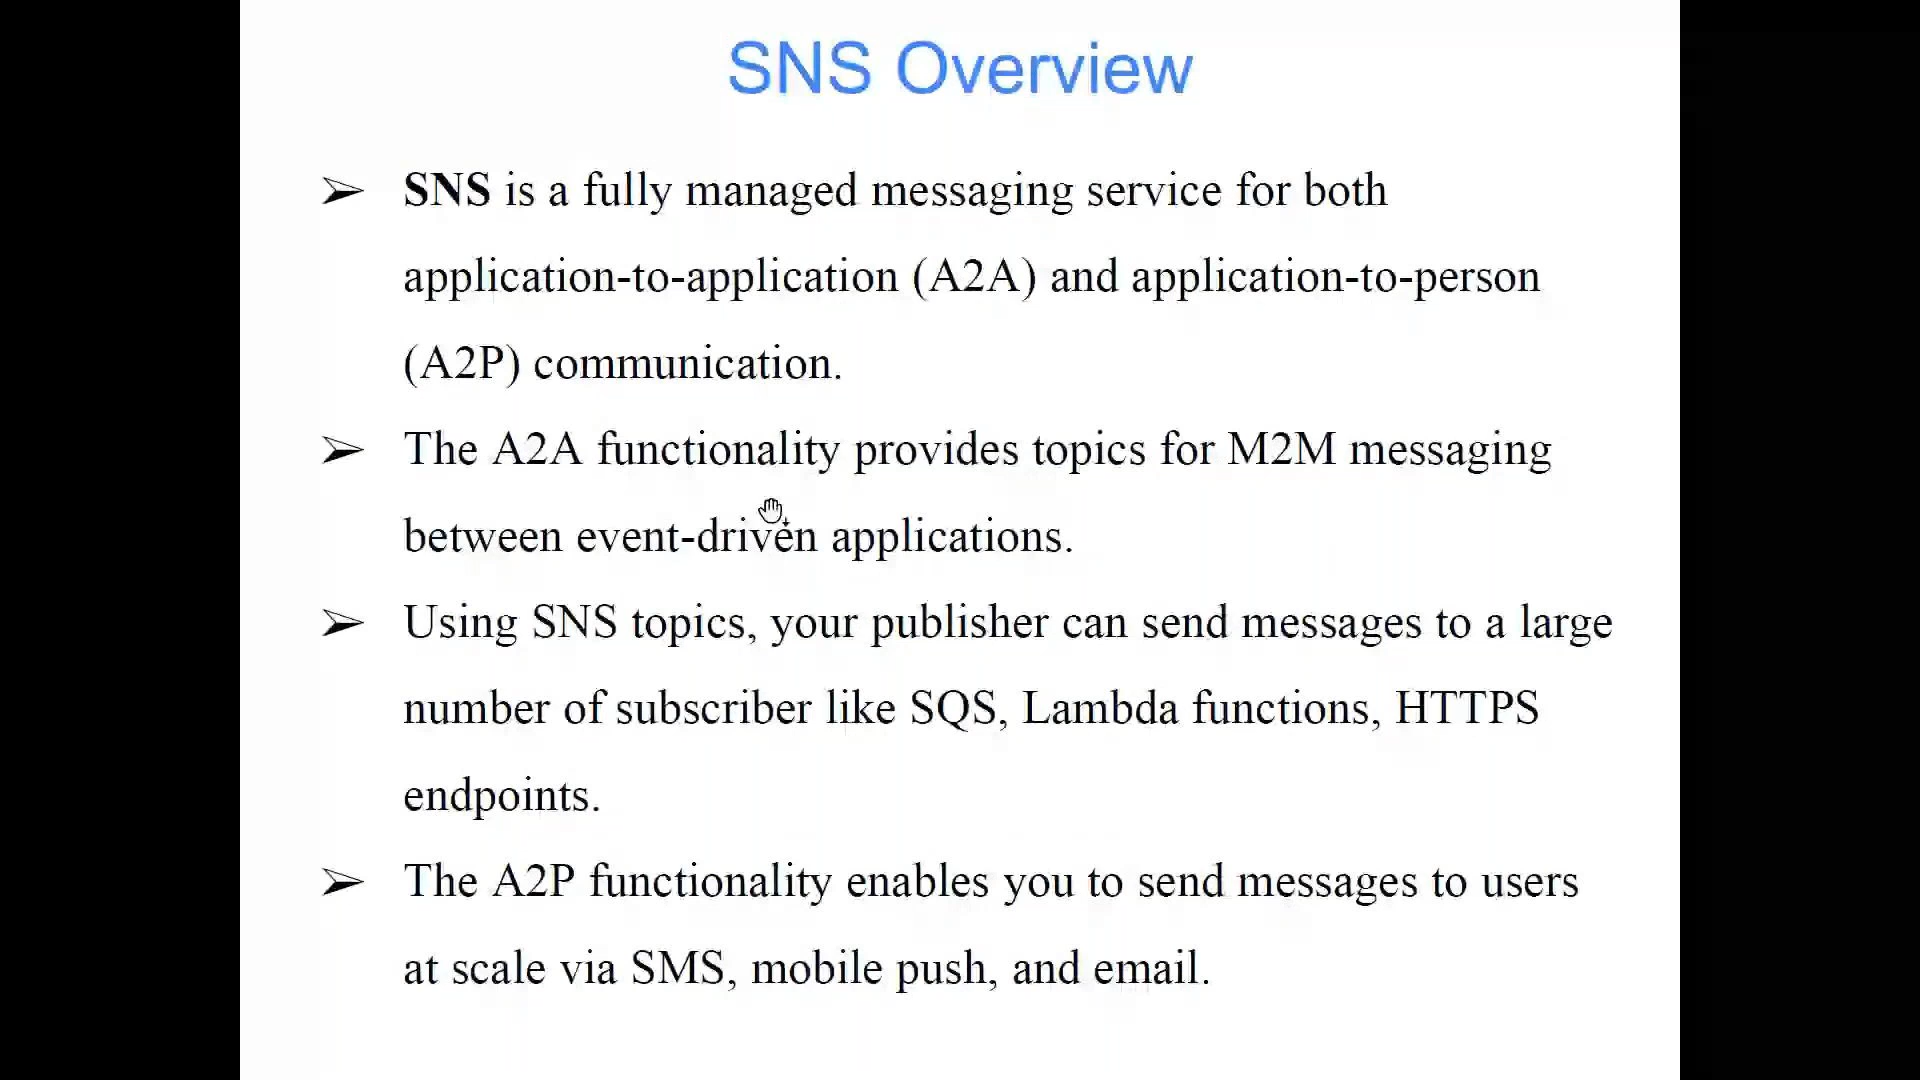 SNS Overview
➢ SNS is a fully managed messaging service for both
application-to-application (A2A) and application-to-person
(A2P) communication.
➢ The A2A functionality provides topics for M2M messaging
between event-driven applications.
➢ Using SNS topics, your publisher can send messages to a large
number of subscriber like SQS, Lambda functions, HTTPS
endpoints.
➢ The A2P functionality enables you to send messages to users
at scale via SMS, mobile push, and email.